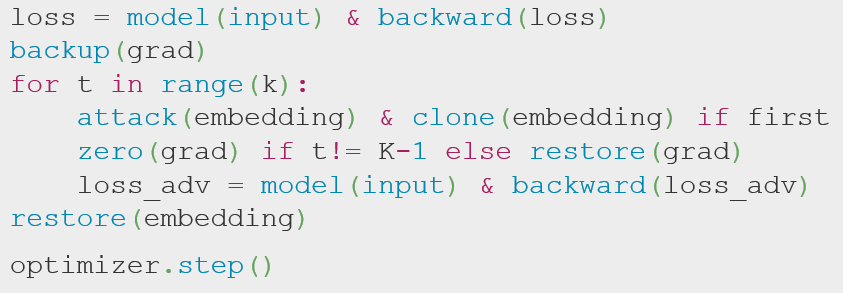 loss = model(input) & backward(loss)
backup(grad)
for t in range(k):
    attack(embedding) & clone(embedding) if first
    zero(grad) if t!= K-1 else restore(grad)
    loss_adv = model(input) & backward(loss_adv)
restore(embedding)
optimizer.step()